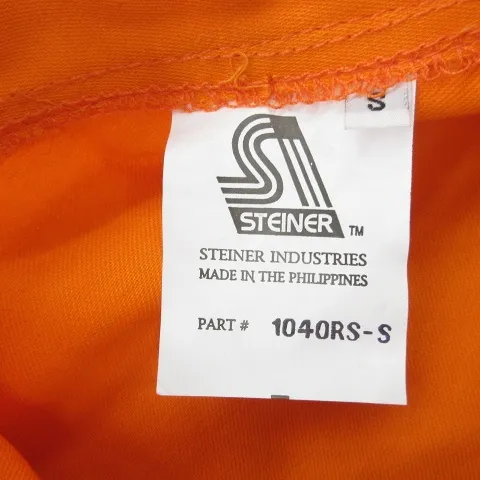 S
STEINER ™
STEINER INDUSTRIES
MADE IN THE PHILIPPINES
PART # 1040RS-S